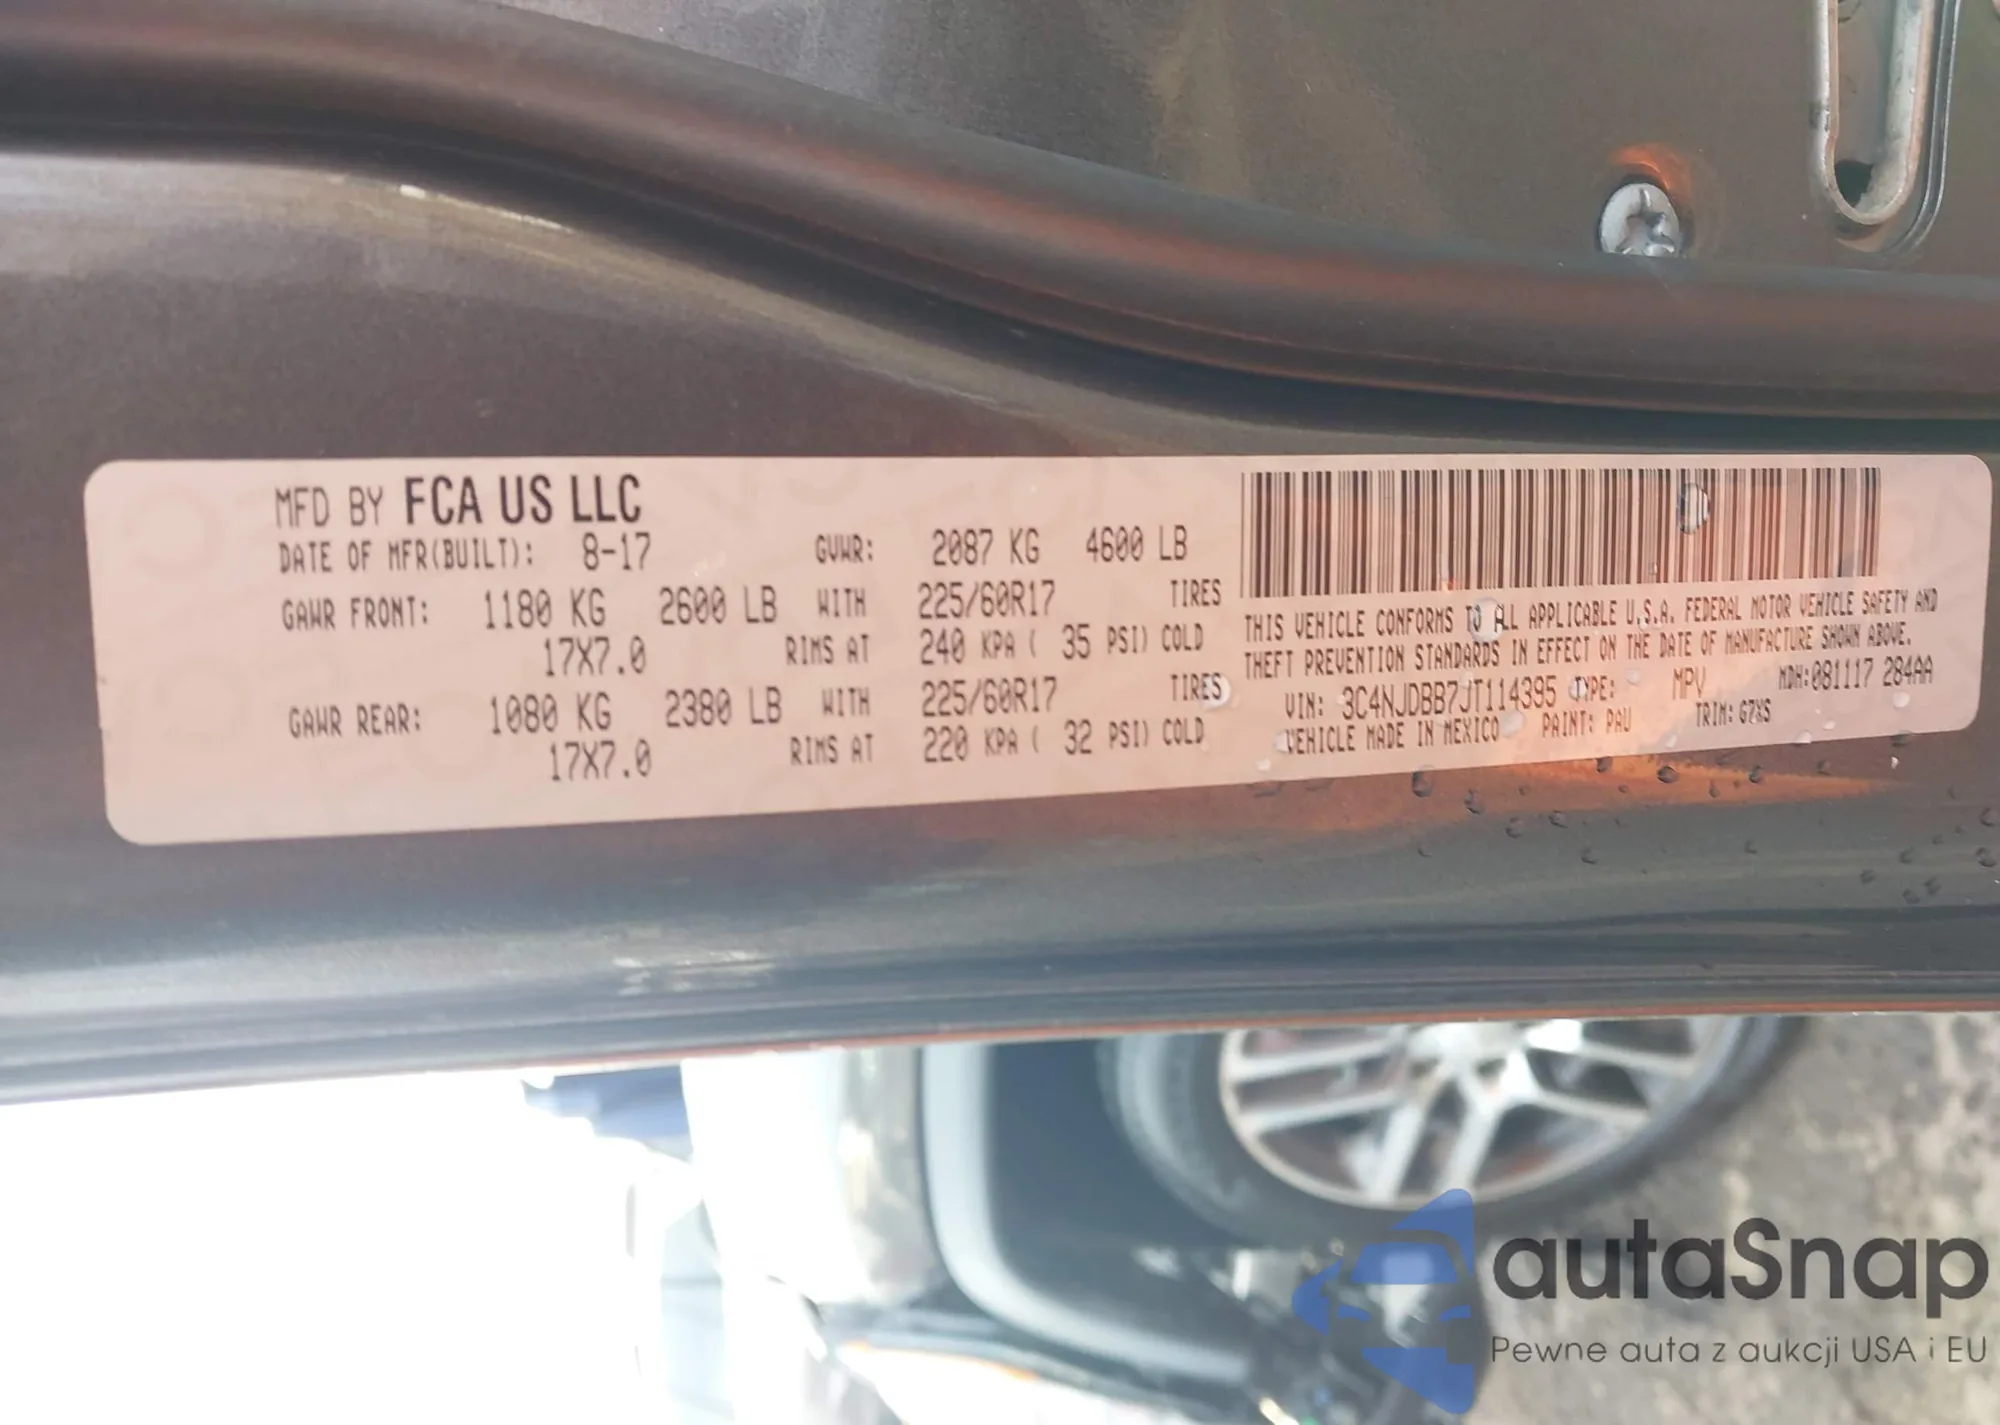 MFD BY FCA US LLC
DATE OF MFR(BUILT): 8-17 GVWR: 2087 KG 4600 LB
GAWR FRONT: 1180 KG 2600 LB WITH 225/60R17 TIRES
17X7.0 RIMS AT 240 KPA ( 35 PSI) COLD
GAWR REAR: 1080 KG 2380 LB WITH 225/60R17 TIRES
17X7.0 RIMS AT 220 KPA ( 32 PSI) COLD
THIS VEHICLE CONFORMS TO ALL APPLICABLE U.S.A. FEDERAL MOTOR VEHICLE SAFETY AND
THEFT PREVENTION STANDARDS IN EFFECT ON THE DATE OF MANUFACTURE SHOWN ABOVE.
VIN: 3C4NJDBB7JT114395 TYPE: MPV MDH:081117 284AA
VEHICLE MADE IN MEXICO PAINT: PAU TRIM: G7XS
autaSnap
Pewne auta z aukcji USA i EU